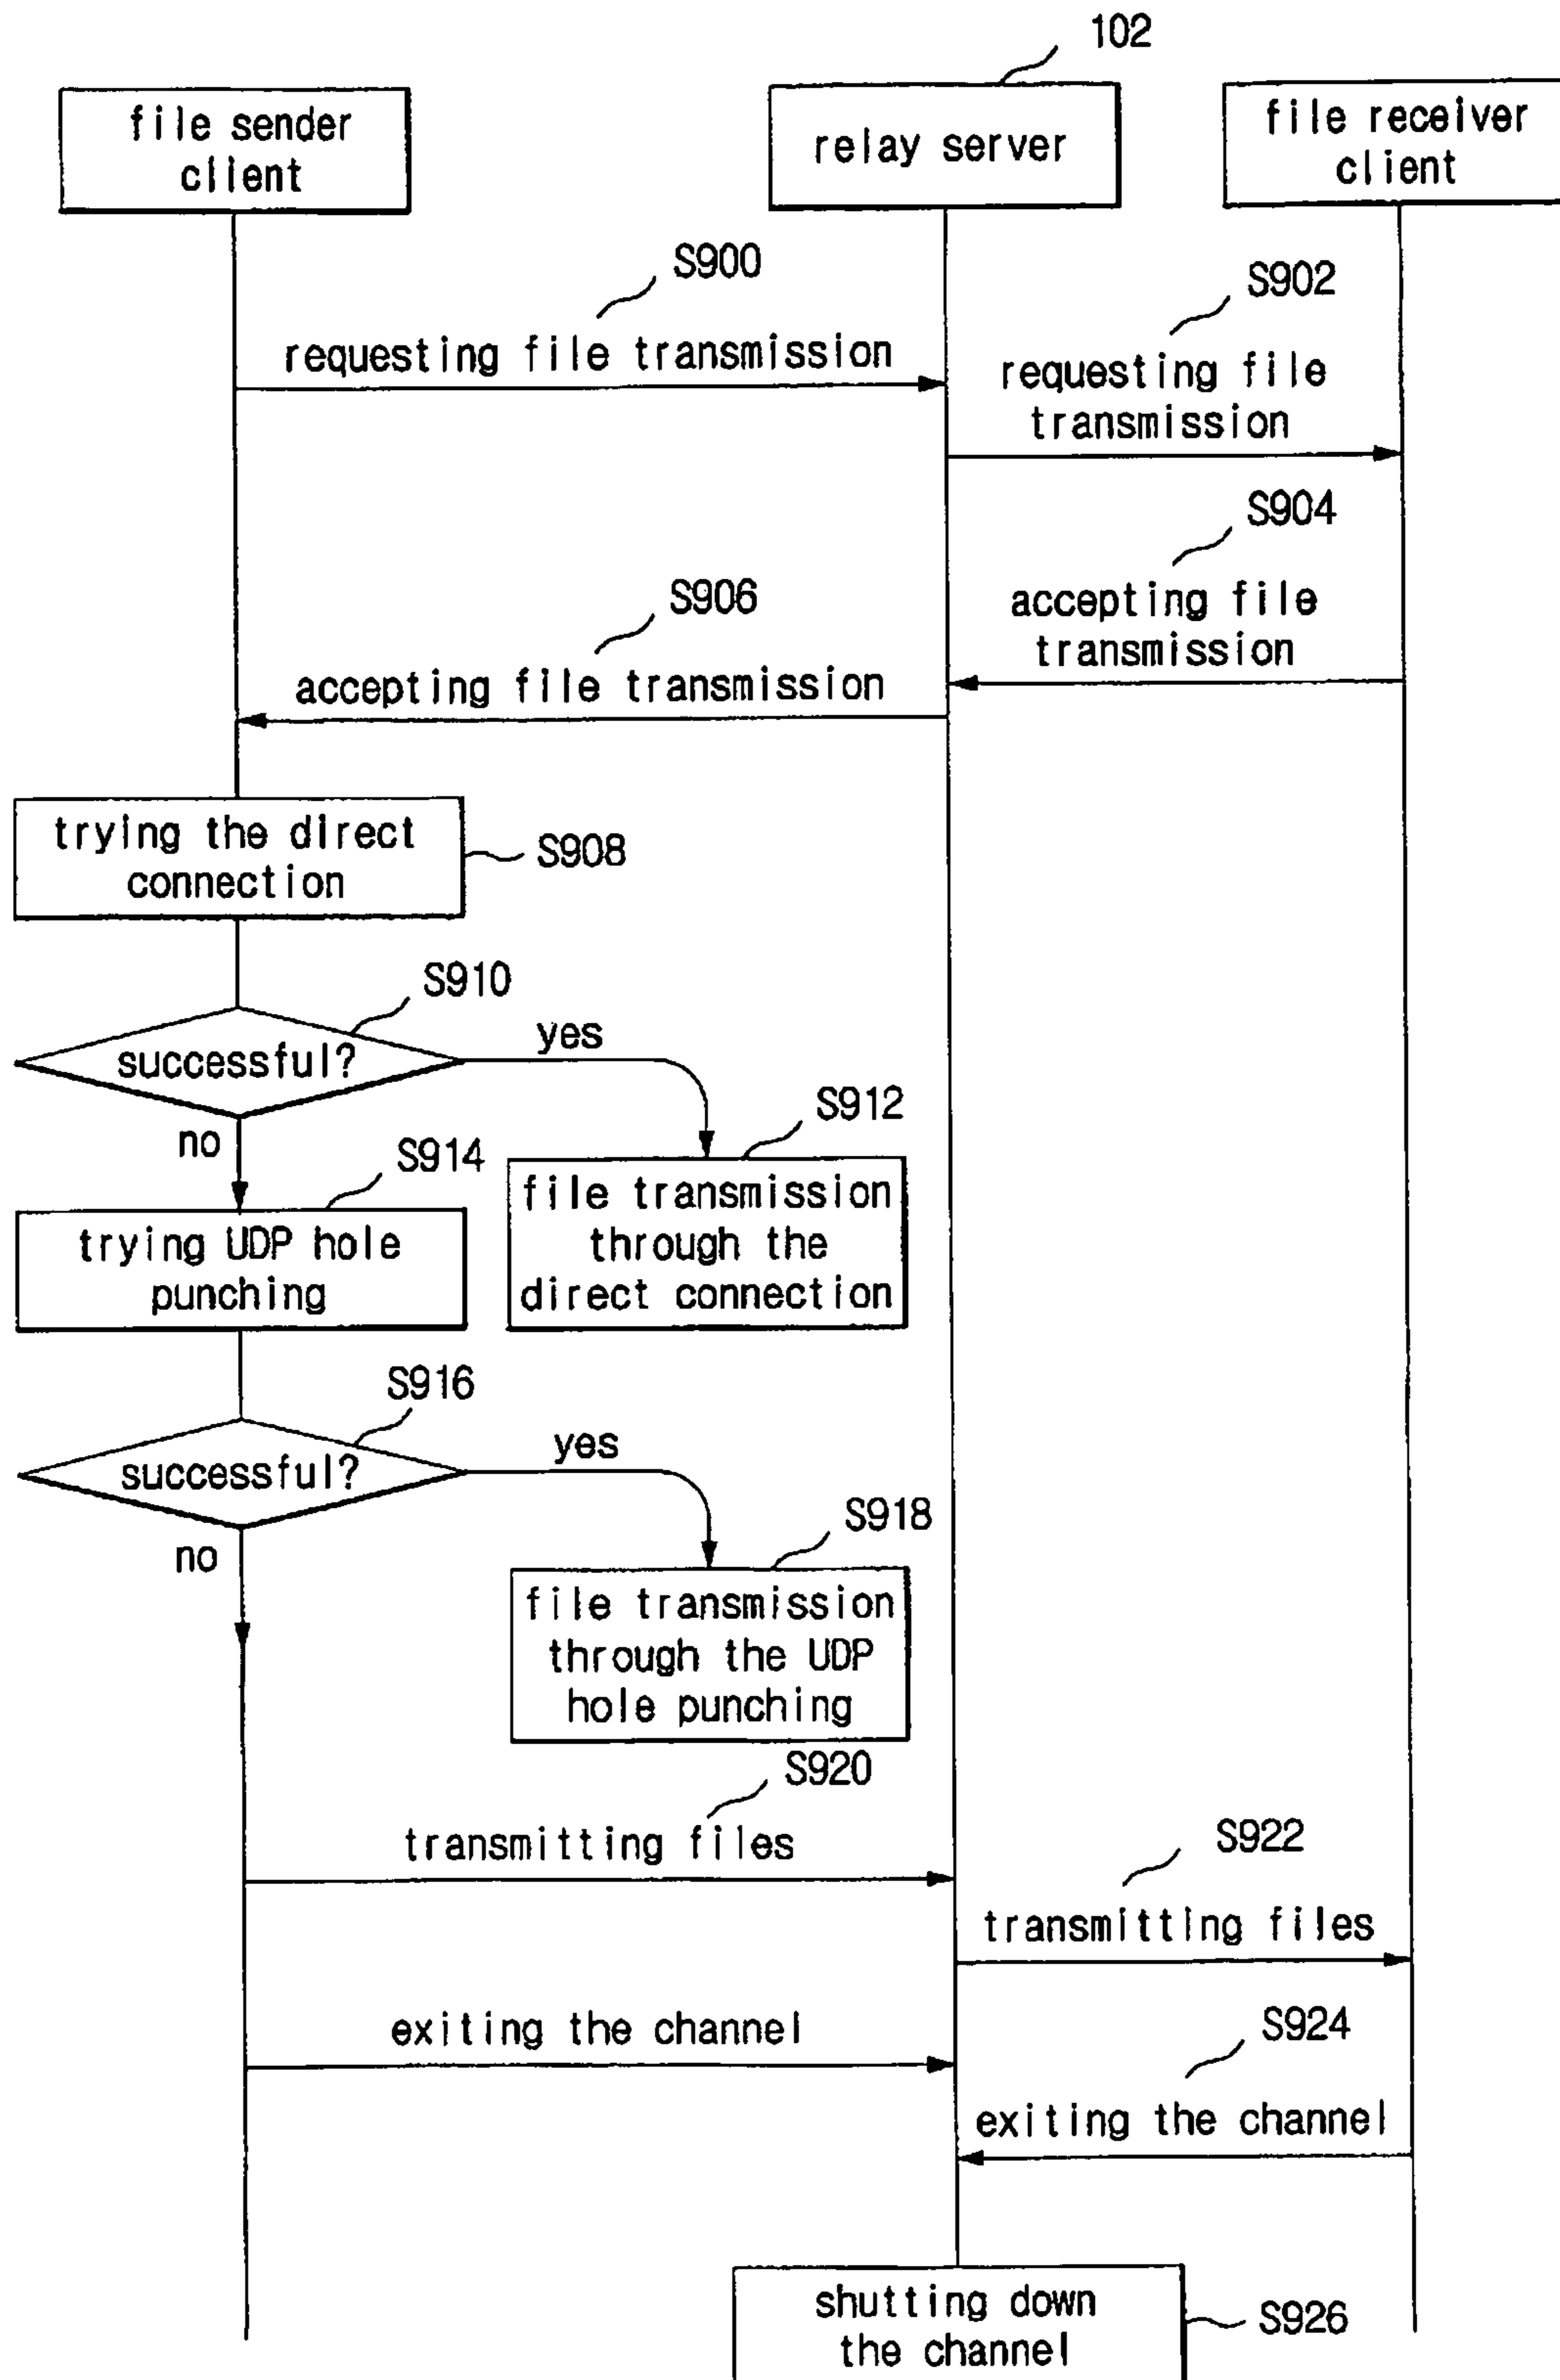 102
file sender
client
relay server
file receiver
client
S900
requesting file transmission
S902
requesting file
transmission
S904
accepting file
transmission
S906
accepting file transmission
trying the direct
connection
S908
S910
successful?
yes
no
S912
file transmission
through the
direct connection
S914
trying UDP hole
punching
S916
successful?
yes
no
S918
file transmission
through the UDP
hole punching
S920
transmitting files
S922
transmitting files
exiting the channel
S924
exiting the channel
shutting down
the channel
S926